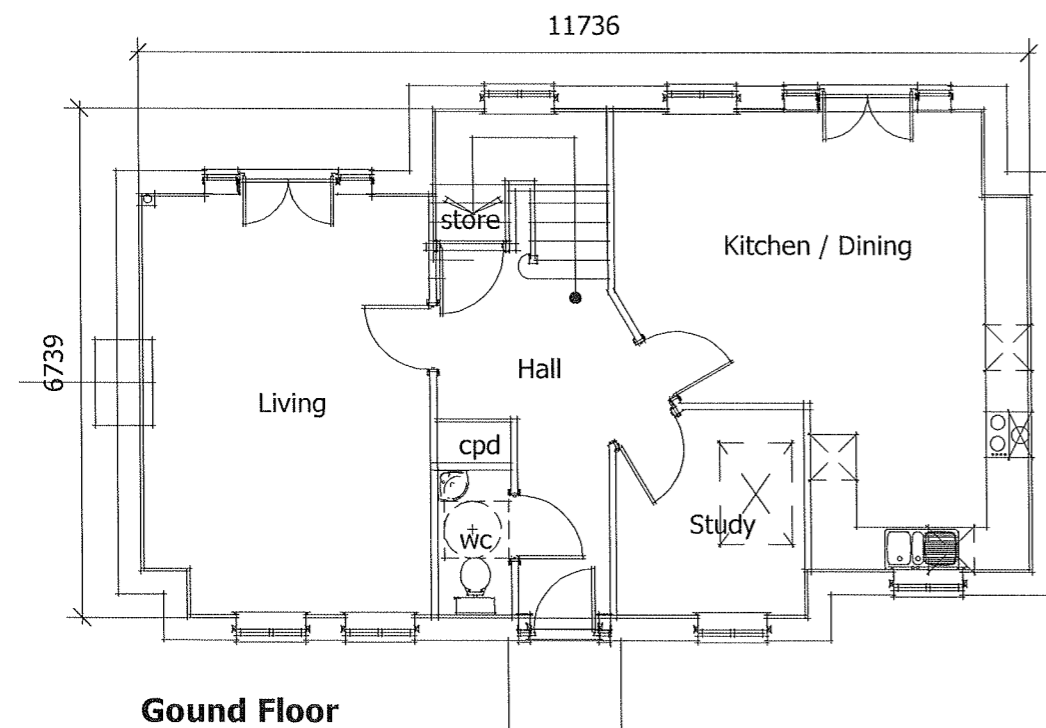 11736
store
Kitchen / Dining
6739
Hall
Living
cpd
Study
wc
Gound Floor